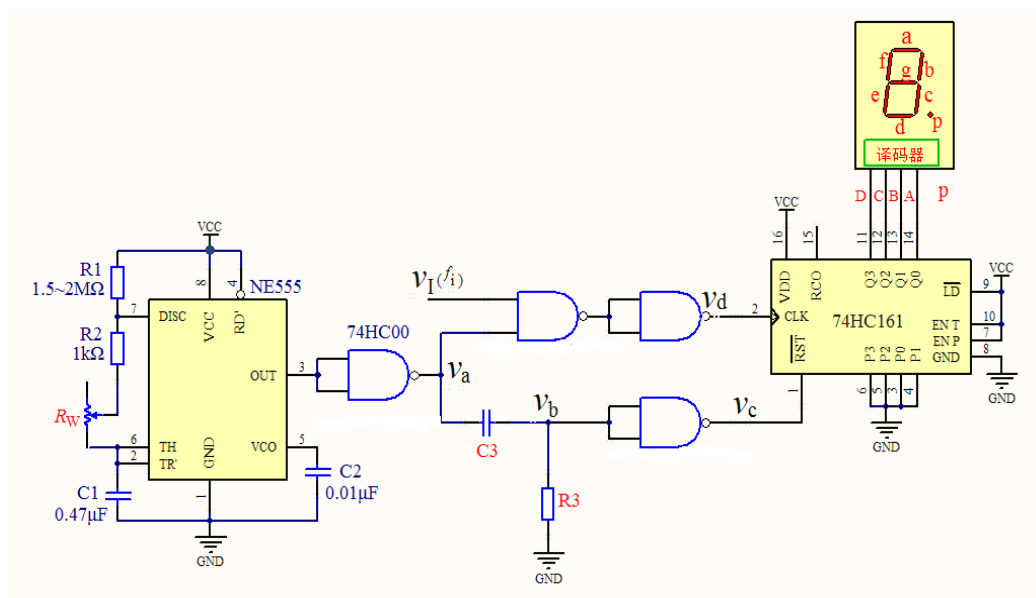 a
f
b
g
e
c
d
p
译码器
D C B A
p
VCC
R1
1.5~2MΩ
R2
1kΩ
RW
C1
0.47μF
VCC
8
4
NE555
7
DISC
VCC
RD'
OUT
3
6
TH
2
TR'
GND
VCO
5
1
C2
0.01μF
GND
74HC00
va
vI(fi)
vb
C3
R3
GND
vc
vd
VCC
16
15
11
12
13
14
VDD
RCO
Q3
Q2
Q1
Q0
2
CLK
74HC161
RST
1
P3
P2
P0
P1
6
5
3
4
GND
LD
9
VCC
EN T
10
EN P
7
GND
8
GND